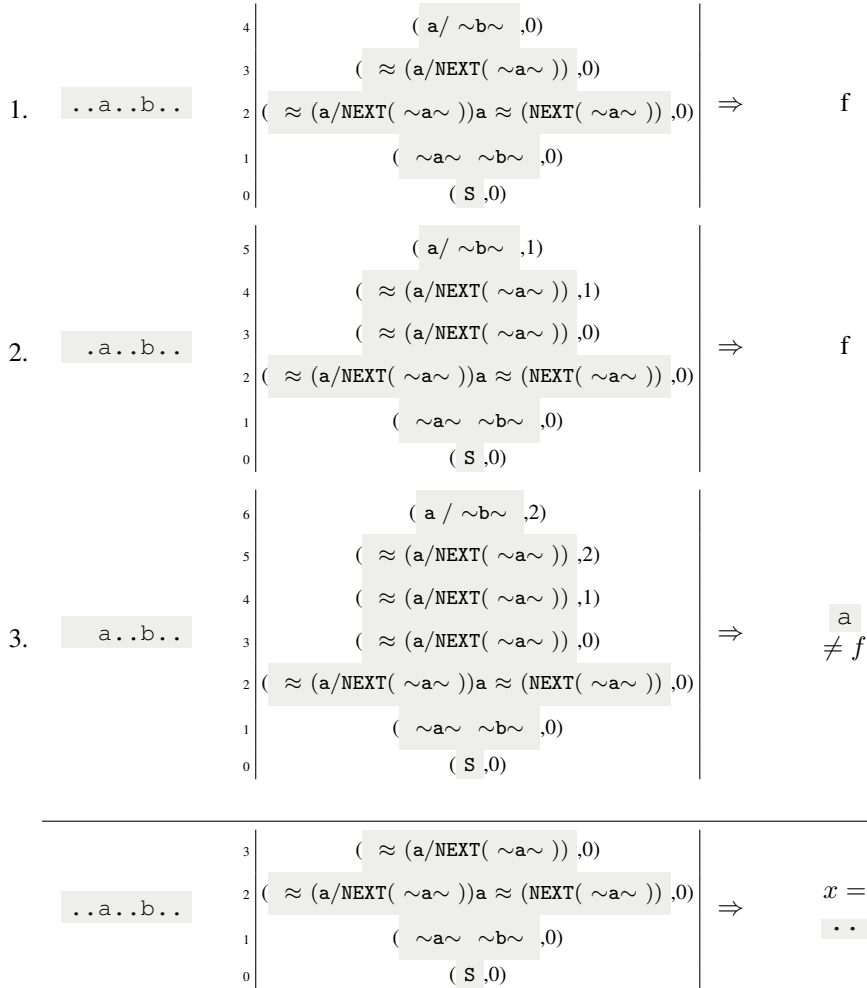 4 ( a/ ∼b∼ ,0)
3 ( ≈ (a/NEXT( ∼a∼ )) ,0)
1. ..a..b.. 2 ( ≈ (a/NEXT( ∼a∼ ))a ≈ (NEXT( ∼a∼ )) ,0) ⇒ f
1 ( ∼a∼ ∼b∼ ,0)
0 ( S ,0)
5 ( a/ ∼b∼ ,1)
4 ( ≈ (a/NEXT( ∼a∼ )) ,1)
2. .a..b.. 3 ( ≈ (a/NEXT( ∼a∼ )) ,0) ⇒ f
2 ( ≈ (a/NEXT( ∼a∼ ))a ≈ (NEXT( ∼a∼ )) ,0)
1 ( ∼a∼ ∼b∼ ,0)
0 ( S ,0)
6 ( a / ∼b∼ ,2)
5 ( ≈ (a/NEXT( ∼a∼ )) ,2)
4 ( ≈ (a/NEXT( ∼a∼ )) ,1)
3. a..b.. 3 ( ≈ (a/NEXT( ∼a∼ )) ,0) ⇒ a ≠ f
2 ( ≈ (a/NEXT( ∼a∼ ))a ≈ (NEXT( ∼a∼ )) ,0)
1 ( ∼a∼ ∼b∼ ,0)
0 ( S ,0)
3 ( ≈ (a/NEXT( ∼a∼ )) ,0)
..a..b.. 2 ( ≈ (a/NEXT( ∼a∼ ))a ≈ (NEXT( ∼a∼ )) ,0) ⇒ x = ..
1 ( ∼a∼ ∼b∼ ,0)
0 ( S ,0)